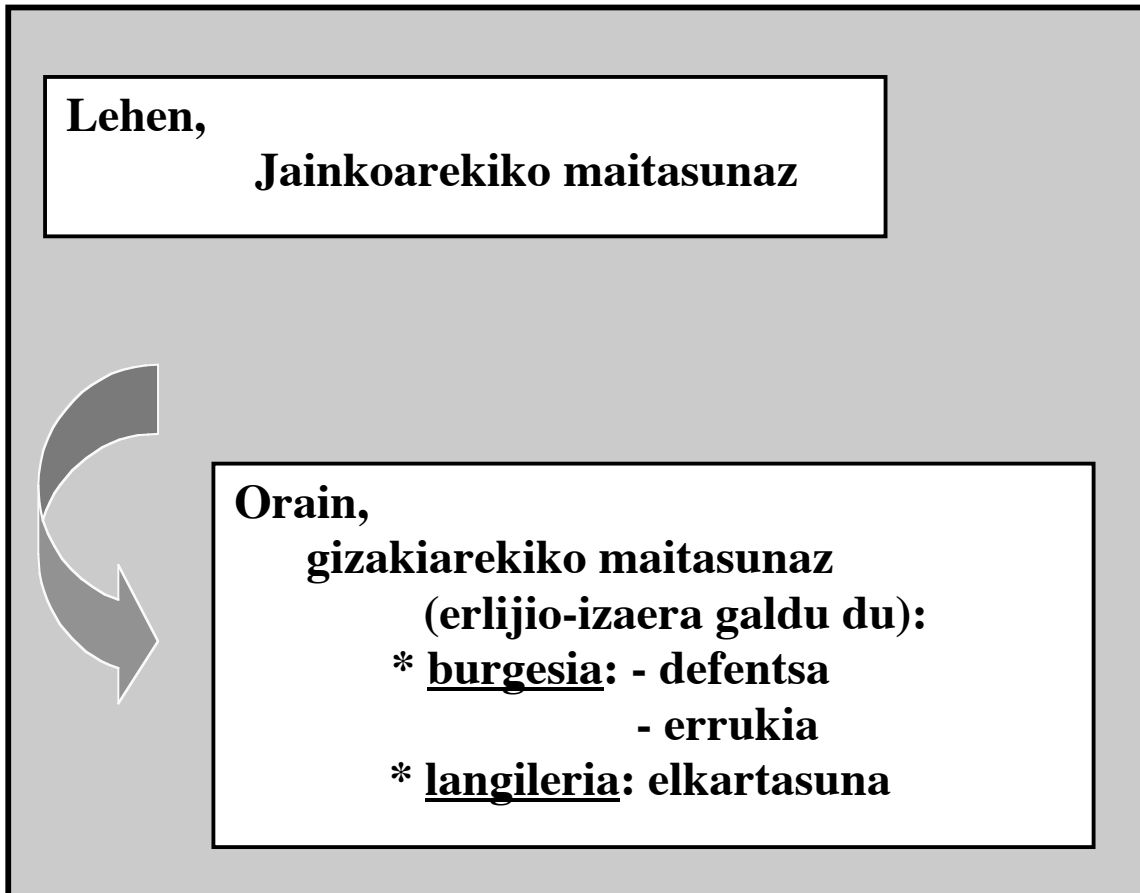 Lehen,
Jainkoarekiko maitasunaz
Orain,
gizakiarekiko maitasunaz
(erlijio-izaera galdu du):
* burgesia: - defentsa
- errukia
* langileria: elkartasuna